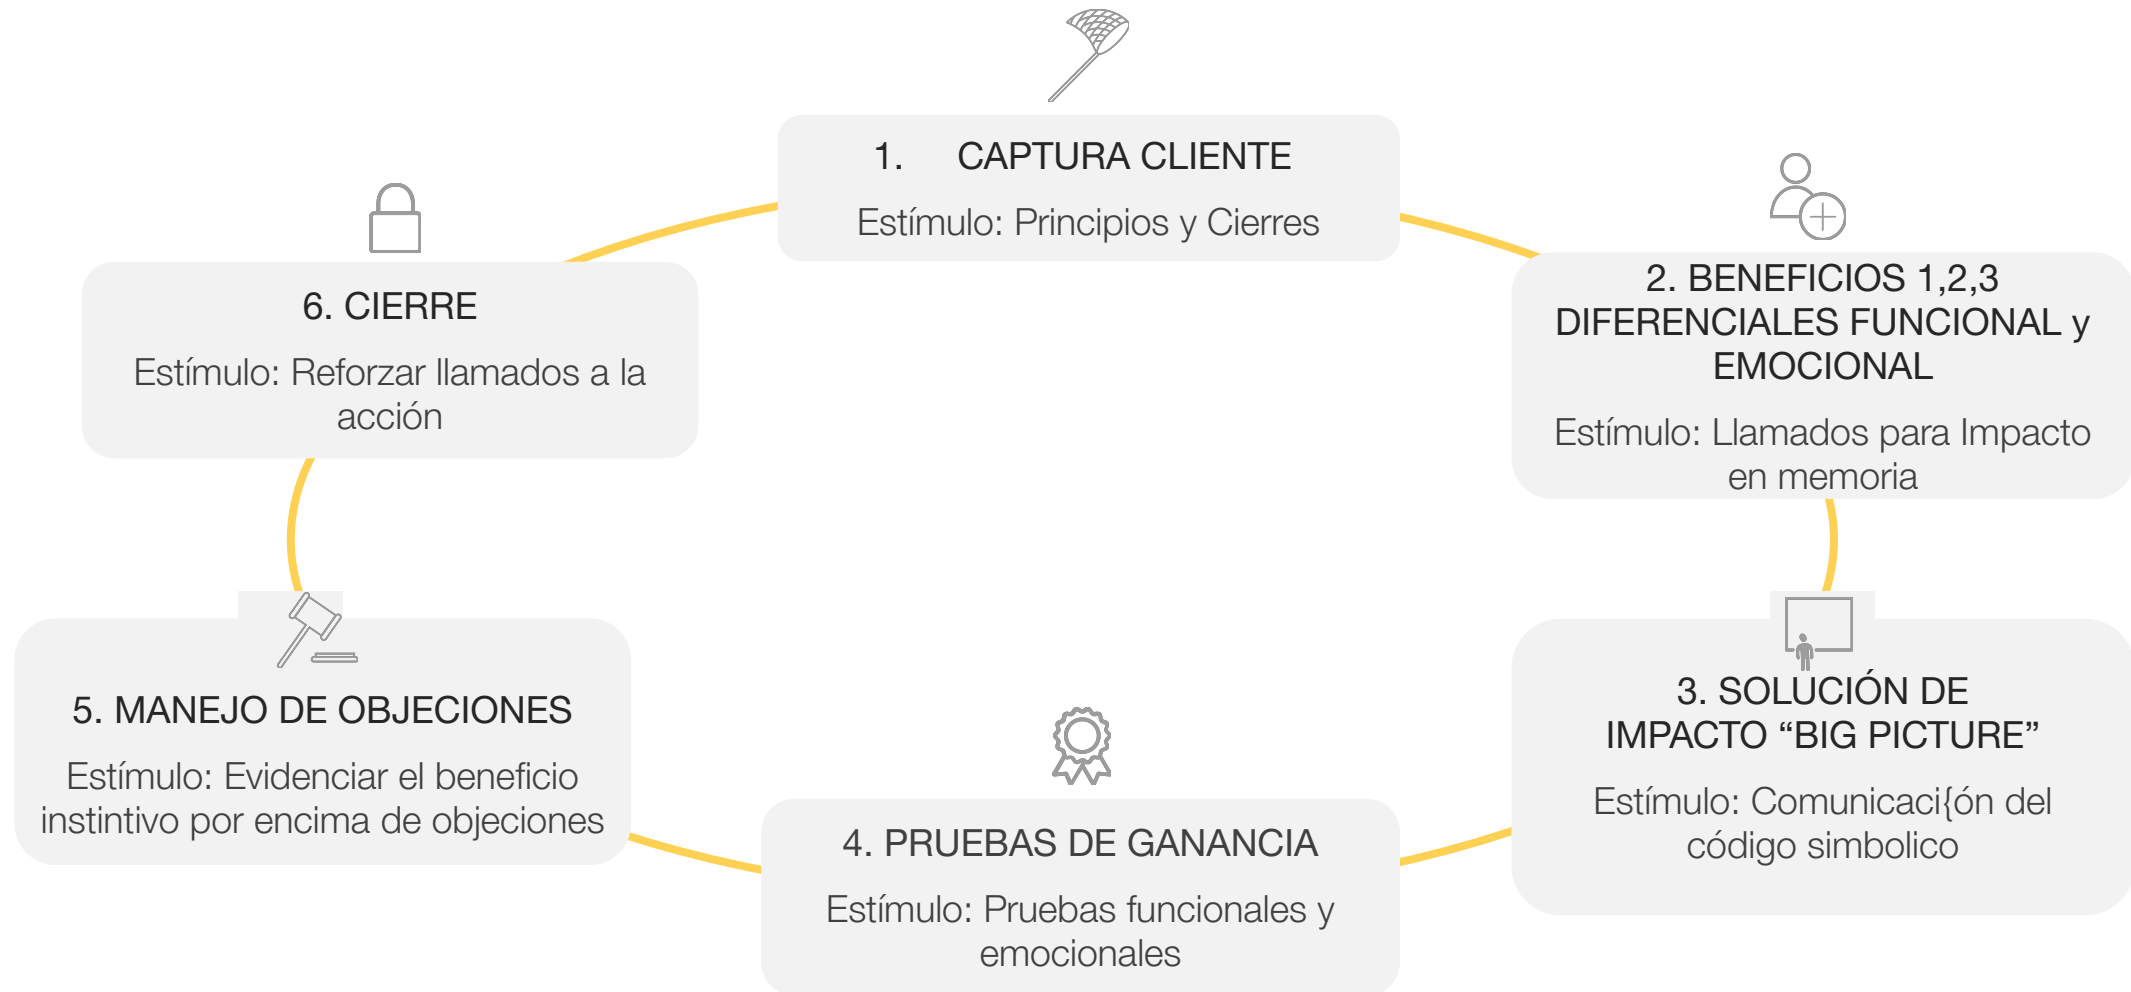 1. CAPTURA CLIENTE
Estímulo: Principios y Cierres
2. BENEFICIOS 1,2,3
DIFERENCIALES FUNCIONAL y
EMOCIONAL
Estímulo: Llamados para Impacto
en memoria
3. SOLUCIÓN DE
IMPACTO “BIG PICTURE”
Estímulo: Comunicaci{ón del
código simbolico
4. PRUEBAS DE GANANCIA
Estímulo: Pruebas funcionales y
emocionales
5. MANEJO DE OBJECIONES
Estímulo: Evidenciar el beneficio
instintivo por encima de objeciones
6. CIERRE
Estímulo: Reforzar llamados a la
acción